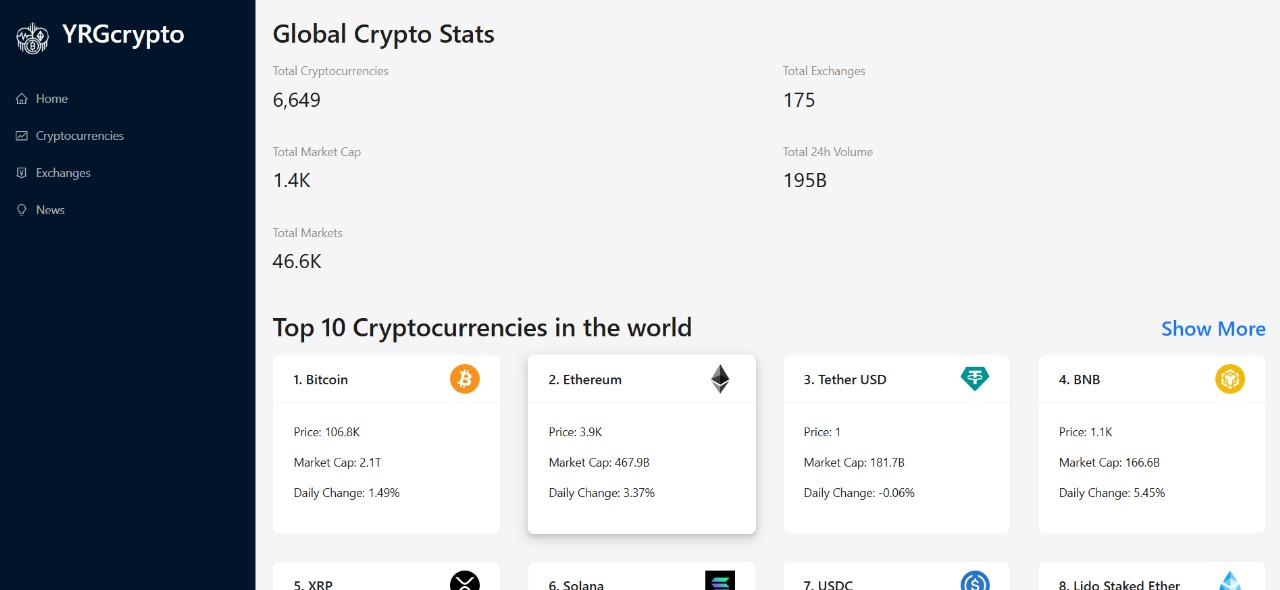 YRGcrypto
Home
Cryptocurrencies
Exchanges
News
Global Crypto Stats
Total Cryptocurrencies
6,649
Total Exchanges
175
Total Market Cap
1.4K
Total 24h Volume
195B
Total Markets
46.6K
Top 10 Cryptocurrencies in the world
Show More
1. Bitcoin
Price: 106.8K
Market Cap: 2.1T
Daily Change: 1.49%
2. Ethereum
Price: 3.9K
Market Cap: 467.9B
Daily Change: 3.37%
3. Tether USD
Price: 1
Market Cap: 181.7B
Daily Change: -0.06%
4. BNB
Price: 1.1K
Market Cap: 166.6B
Daily Change: 5.45%
5. XRP
6. Solana
7. USDC
8. Lido Staked Ether